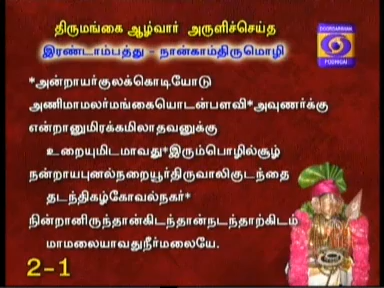 திருமங்கை ஆழ்வார் அருளிச்செய்த
இரண்டாம்பத்து - நான்காம்திருமொழி
DOORDARSHAN
PODHIGAI
*அன்றாயர்குலக்கொடியோடு
அணிமாமலர்மங்கையொடன்பளவி*அவுணர்க்கு
என்றானுமிரக்கமிலாதவனுக்கு
உறையுமிடமாவது*இரும்பொழில்சூழ்
நன்றாயபுனல்நறையூர்திருவாலிகுடந்தை
தடந்திகழ்கோவல்நகர்*
நின்றானிருந்தான்கிடந்தான்நடந்தாற்கிடம்
மாமலையாவதுநீர்மலையே.
2-1